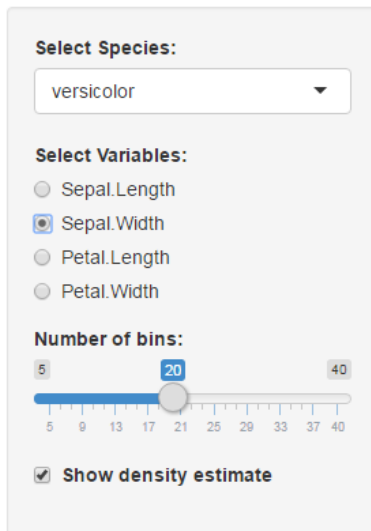 Select Species:
versicolor
Select Variables:
Sepal.Length
Sepal.Width
Petal.Length
Petal.Width
Number of bins:
5 20 40
5 9 13 17 21 25 29 33 37 40
Show density estimate